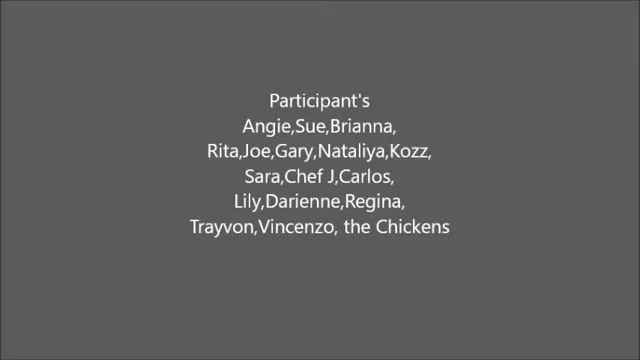 Participant's
Angie,Sue,Brianna,
Rita,Joe,Gary,Nataliya,Kozz,
Sara,Chef J,Carlos,
Lily,Darienne,Regina,
Trayvon,Vincenzo, the Chickens